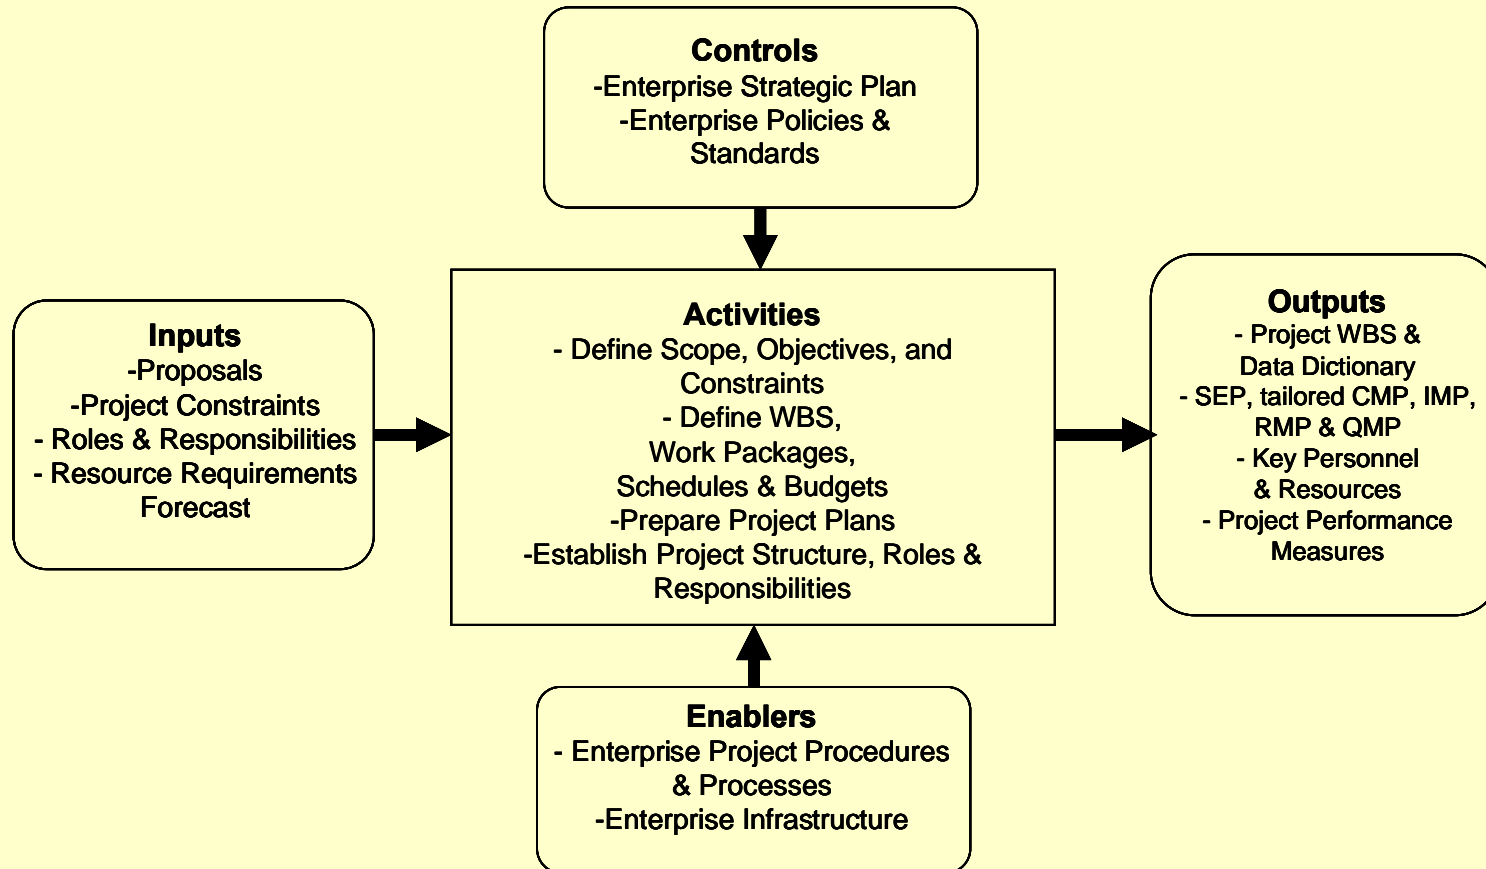 Controls
-Enterprise Strategic Plan
-Enterprise Policies &
Standards
Inputs
-Proposals
-Project Constraints
- Roles & Responsibilities
- Resource Requirements
Forecast
Activities
- Define Scope, Objectives, and
Constraints
- Define WBS,
Work Packages,
Schedules & Budgets
-Prepare Project Plans
-Establish Project Structure, Roles &
Responsibilities
Outputs
- Project WBS &
Data Dictionary
- SEP, tailored CMP, IMP,
RMP & QMP
- Key Personnel
& Resources
- Project Performance
Measures
Enablers
- Enterprise Project Procedures
& Processes
-Enterprise Infrastructure